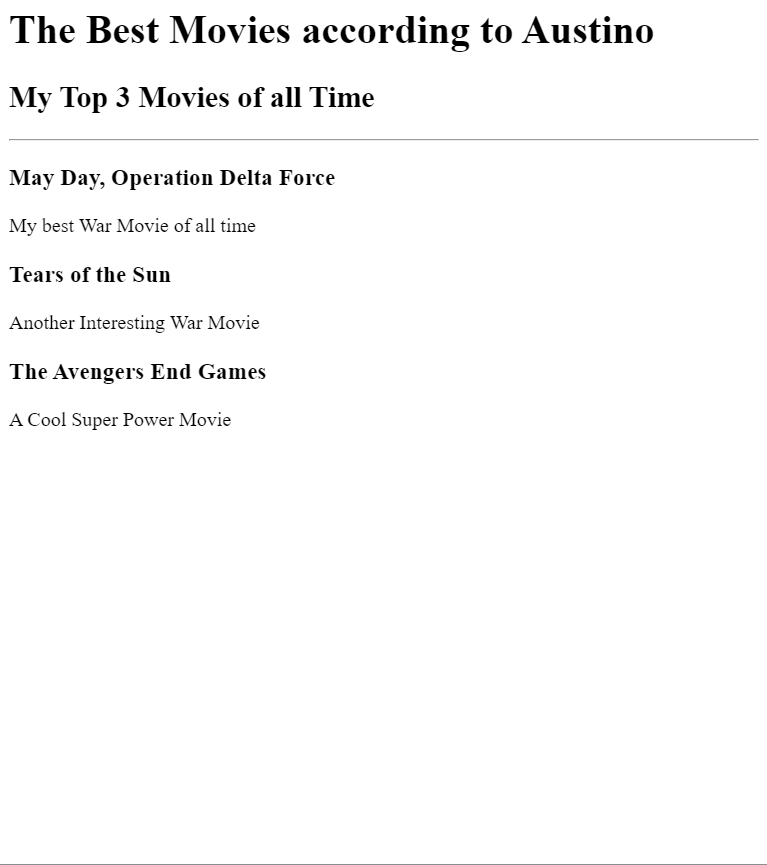 The Best Movies according to Austino
My Top 3 Movies of all Time
May Day, Operation Delta Force
My best War Movie of all time
Tears of the Sun
Another Interesting War Movie
The Avengers End Games
A Cool Super Power Movie